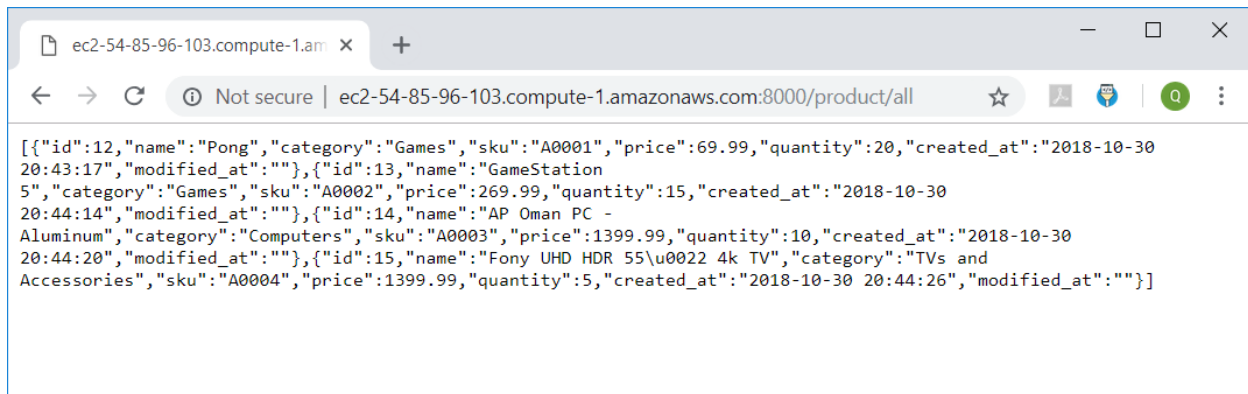 ec2-54-85-96-103.compute-1.am
Not secure | ec2-54-85-96-103.compute-1.amazonaws.com:8000/product/all
Q
[{"id":12,"name":"Pong","category":"Games","sku":"A0001","price":69.99,"quantity":20,"created_at":"2018-10-30
20:43:17","modified_at":""},{"id":13,"name":"GameStation
5","category":"Games","sku":"A0002","price":269.99,"quantity":15,"created_at":"2018-10-30
20:44:14","modified_at":""},{"id":14,"name":"AP Oman PC -
Aluminum","category":"Computers","sku":"A0003","price":1399.99,"quantity":10,"created_at":"2018-10-30
20:44:20","modified_at":""},{"id":15,"name":"Fony UHD HDR 55\u0022 4k TV","category":"TVs and
Accessories","sku":"A0004","price":1399.99,"quantity":5,"created_at":"2018-10-30 20:44:26","modified_at":""}]